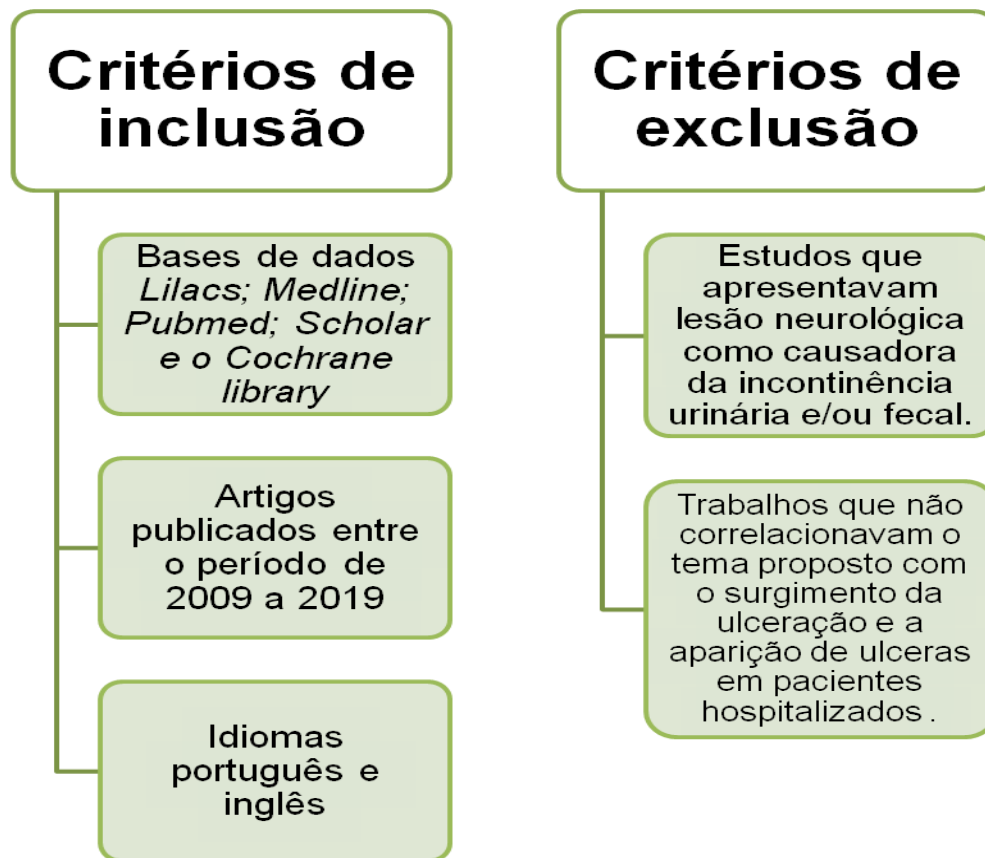 Critérios de
inclusão
Bases de dados
Lilacs; Medline;
Pubmed; Scholar
e o Cochrane
library
Artigos
publicados entre
o período de
2009 a 2019
Idiomas
português e
inglês
Critérios de
exclusão
Estudos que
apresentavam
lesão neurológica
como causadora
da incontinência
urinária e/ou fecal.
Trabalhos que não
correlacionavam o
tema proposto com
o surgimento da
ulceração e a
aparição de ulceras
em pacientes
hospitalizados .